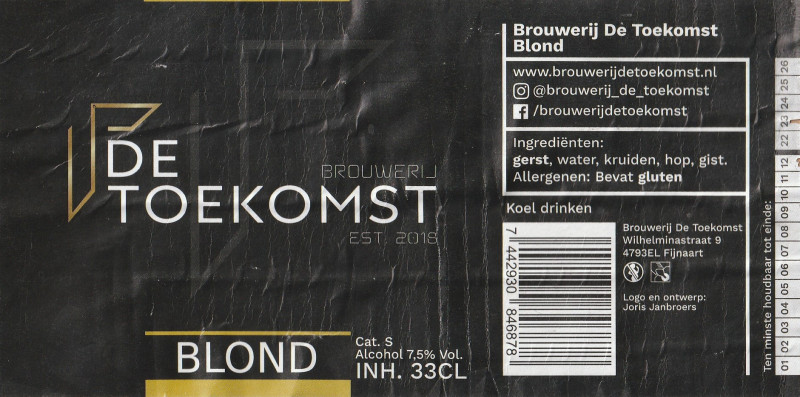 DE
BROUWERIJ
TOEKOMST
EST. 2018
BLOND
Cat. S
Alcohol 7,5% Vol.
INH. 33CL
Brouwerij De Toekomst
Blond
www.brouwerijdetoekomst.nl
@brouwerij_de_toekomst
/brouwerijdetoekomst
Ingrediënten:
gerst, water, kruiden, hop, gist.
Allergenen: Bevat gluten
Koel drinken
7 442930 846878
Brouwerij De Toekomst
Wilhelminastraat 9
4793EL Fijnaart
Logo en ontwerp:
Joris Janbroers
Ten minste houdbaar tot einde:
01 02 03 04 05 06 07 08 09 10 11 12 22 23 24 25 26